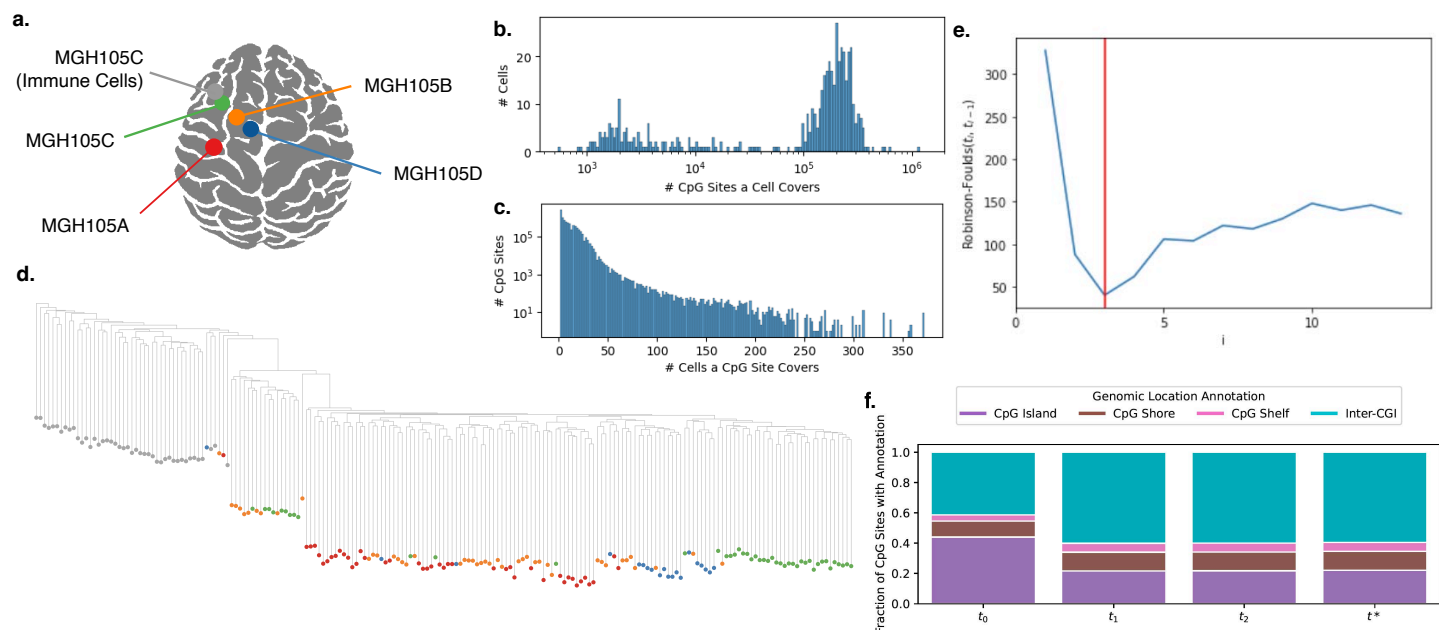 a.
MGH105C
(Immune Cells)
MGH105B
MGH105C
MGH105D
MGH105A
b.
# Cells
20
10
0
10³
10⁴
10⁵
10⁶
# CpG Sites a Cell Covers
c.
# CpG Sites
10⁵
10³
10¹
0
50
100
150
200
250
300
350
# Cells a CpG Site Covers
d.
e.
Robinson-Foulds(tᵢ, tᵢ₋₁)
300
250
200
150
100
50
0
5
10
i
f.
Genomic Location Annotation
CpG Island
CpG Shore
CpG Shelf
Inter-CGI
Fraction of CpG Sites with Annotation
1.0
0.8
0.6
0.4
0.2
0.0
t₀
t₁
t₂
t*